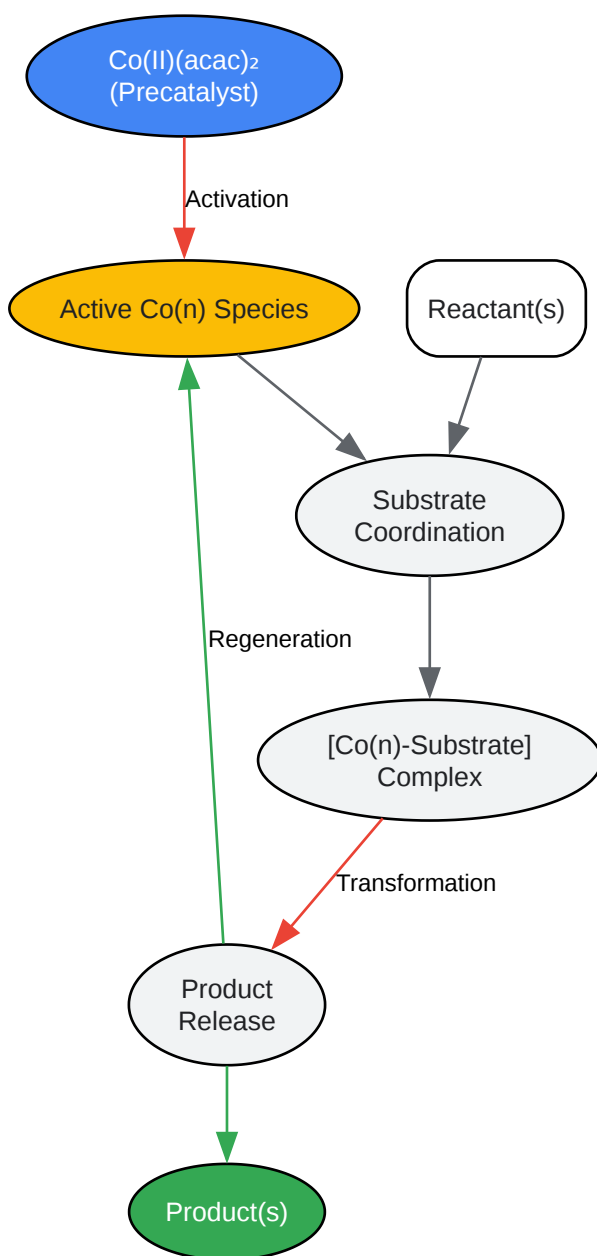 Co(II)(acac)₂
(Precatalyst)
Activation
Active Co(n) Species
Reactant(s)
Substrate
Coordination
Regeneration
[Co(n)-Substrate]
Complex
Transformation
Product
Release
Product(s)